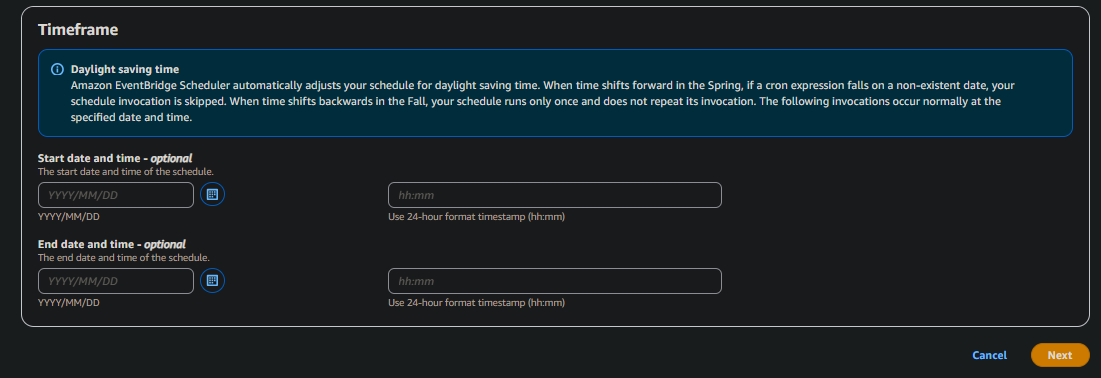 Timeframe
Daylight saving time
Amazon EventBridge Scheduler automatically adjusts your schedule for daylight saving time. When time shifts forward in the Spring, if a cron expression falls on a non-existent date, your
schedule invocation is skipped. When time shifts backwards in the Fall, your schedule runs only once and does not repeat its invocation. The following invocations occur normally at the
specified date and time.
Start date and time - optional
The start date and time of the schedule.
YYYY/MM/DD hh:mm
YYYY/MM/DD Use 24-hour format timestamp (hh:mm)
End date and time - optional
The end date and time of the schedule.
YYYY/MM/DD hh:mm
YYYY/MM/DD Use 24-hour format timestamp (hh:mm)
Cancel Next